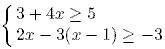 3 + 4x ≥ 5
2x − 3(x − 1) ≥ −3